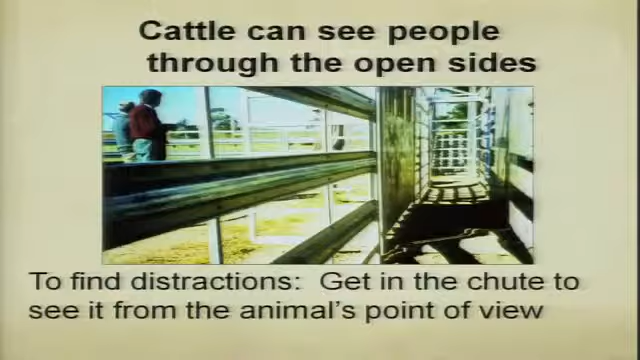 Cattle can see people
through the open sides
To find distractions:  Get in the chute to
see it from the animal's point of view